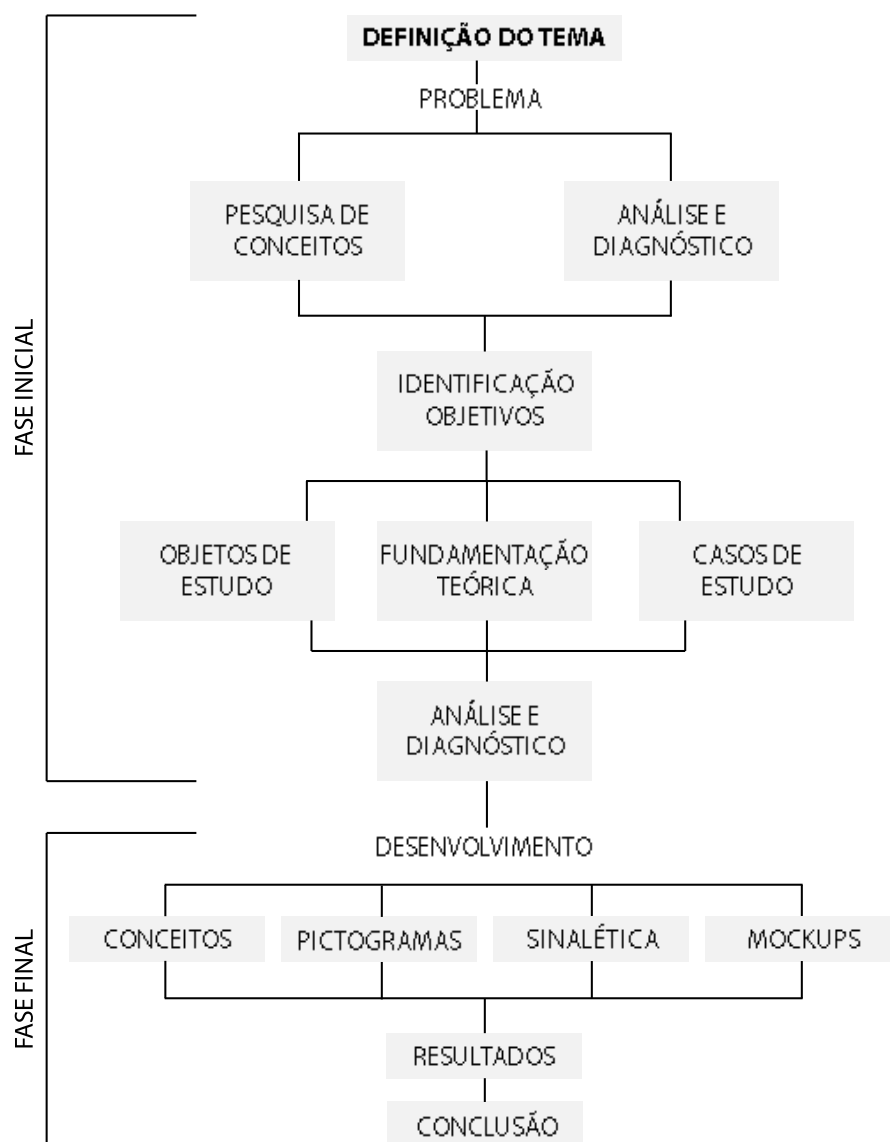 DEFINIÇÃO DO TEMA
PROBLEMA
PESQUISA DE
CONCEITOS
ANÁLISE E
DIAGNÓSTICO
FASE INICIAL
IDENTIFICAÇÃO
OBJETIVOS
OBJETOS DE
ESTUDO
FUNDAMENTAÇÃO
TEÓRICA
CASOS DE
ESTUDO
ANÁLISE E
DIAGNÓSTICO
DESENVOLVIMENTO
FASE FINAL
CONCEITOS
PICTOGRAMAS
SINALÉTICA
MOCKUPS
RESULTADOS
CONCLUSÃO